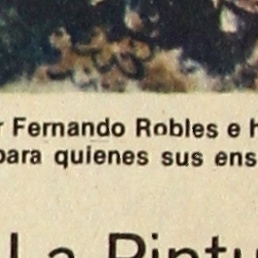 r Fernando Robles e h
para quienes sus ens
La Pintu